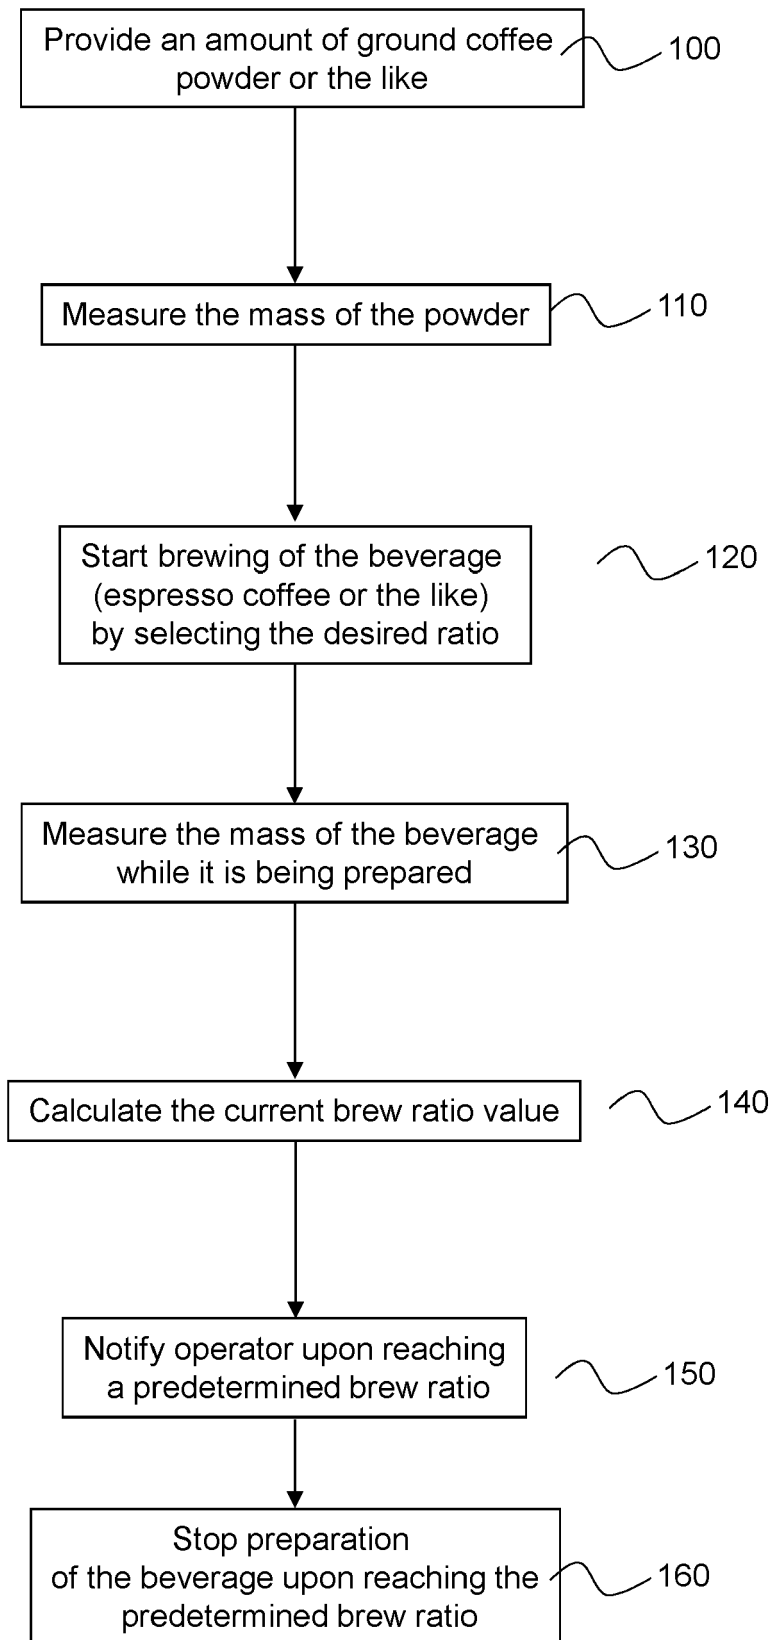 Provide an amount of ground coffee
powder or the like
100
Measure the mass of the powder
110
Start brewing of the beverage
(espresso coffee or the like)
by selecting the desired ratio
120
Measure the mass of the beverage
while it is being prepared
130
Calculate the current brew ratio value
140
Notify operator upon reaching
a predetermined brew ratio
150
Stop preparation
of the beverage upon reaching the
predetermined brew ratio
160